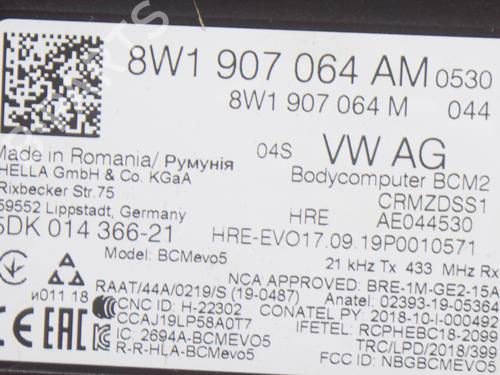 8W1 907 064 AM 0530
8W1 907 064 M 044
04S VW AG
Made in Romania/ Румунія
HELLA GmbH & Co. KGaA
Rixbecker Str.75
59552 Lippstadt, Germany
5DK 014 366-21
Bodycomputer BCM2
CRMZDSS1
HRE AE044530
HRE-EVO17.09.19P0010571
Model: BCMevo5
21 kHz Tx 433 MHz Rx
NCA APPROVED: BRE-1M-GE2-15A
RAAT/44A/0219/S (19-0487)
Anatel: 02393-19-05364
CNC ID: H-22302
COMTV PV: 2018-10-I-000492
CCAJ19LP58A0T7
IFETEL: RCPHEBC18-2099
IC: 2694A-BCMevo5
TRC/LPD/2018/399
R-R-HLA-BCMevo5
FCC ID: NBGBCMEVO5
и011 18
CE EAC